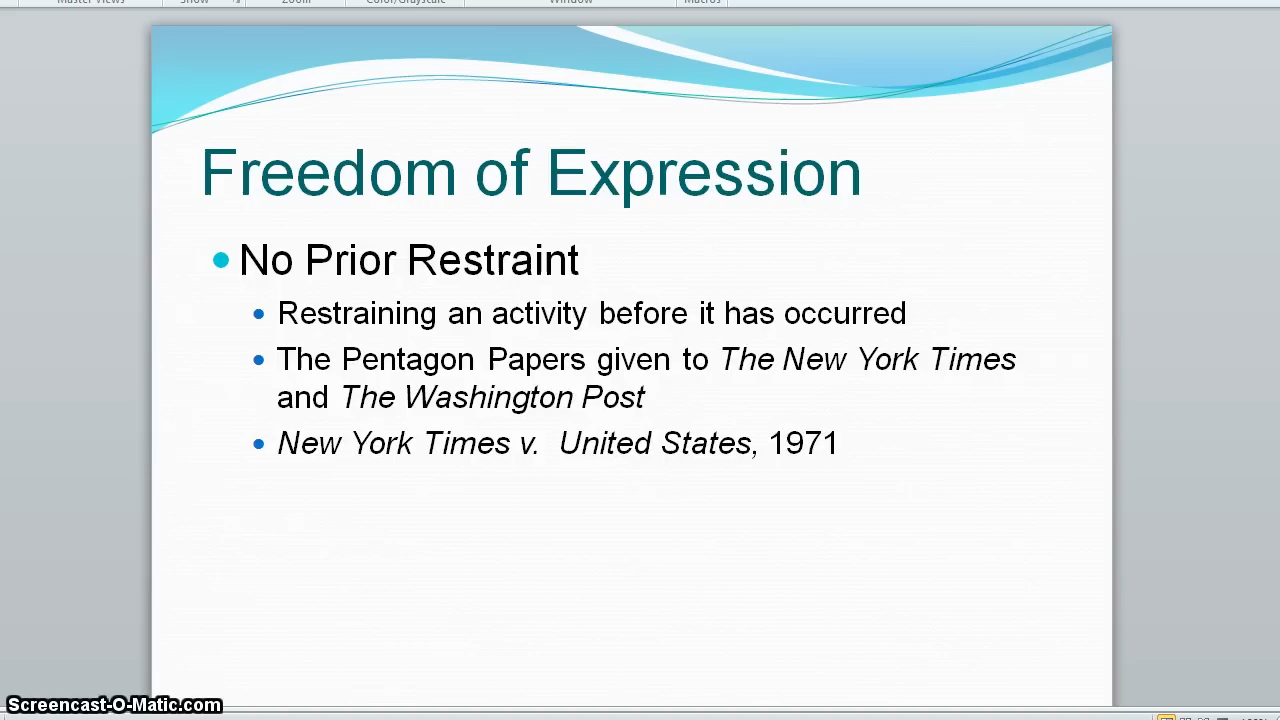 Master Views Show Zoom Color/Grayscale Window Macros
Freedom of Expression
No Prior Restraint
Restraining an activity before it has occurred
The Pentagon Papers given to The New York Times
and The Washington Post
New York Times v. United States, 1971
Screencast-O-Matic.com